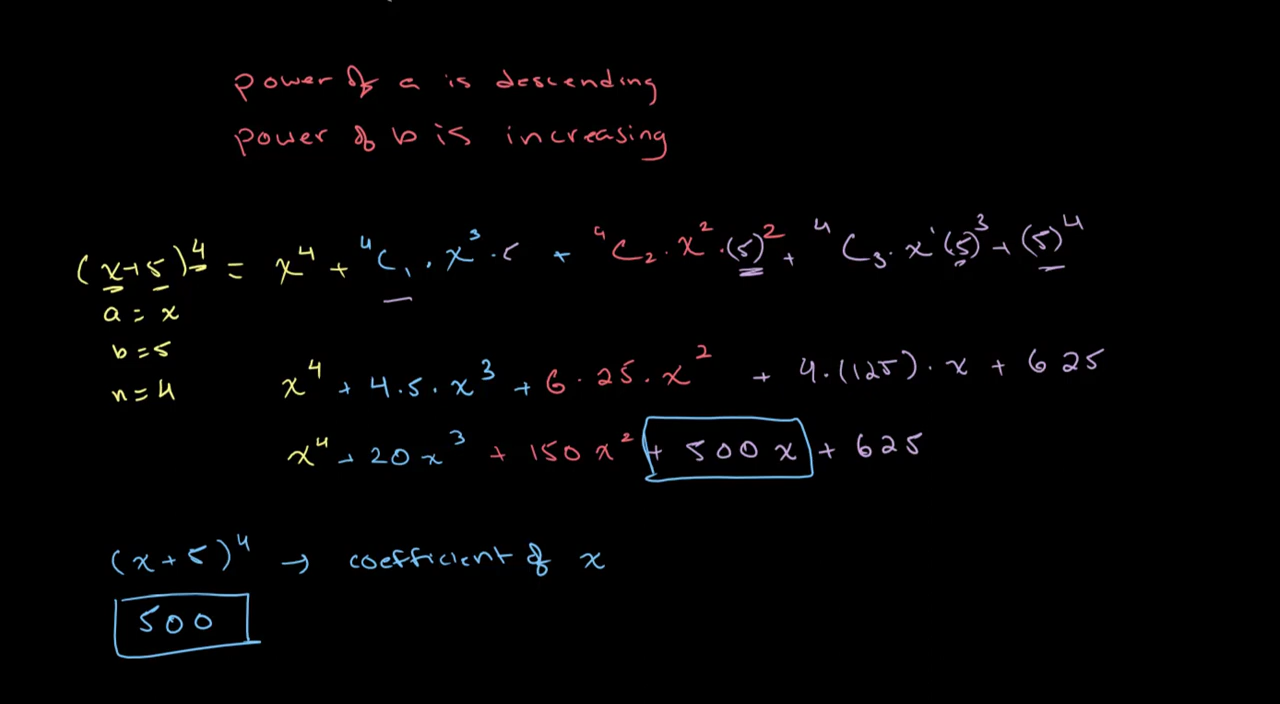 power of a is descending
power of b is increasing
(x+5)⁴ = x⁴ + ⁴C₁ · x³ · 5 + ⁴C₂ · x² · (5)² + ⁴C₃ · x¹ (5)³ + (5)⁴
a = x
b = 5
n = 4
x⁴ + 4 · 5 · x³ + 6 · 25 · x² + 4 · (125) · x + 625
x⁴ + 20x³ + 150x² + 500x + 625
(x+5)⁴ → coefficient of x
500